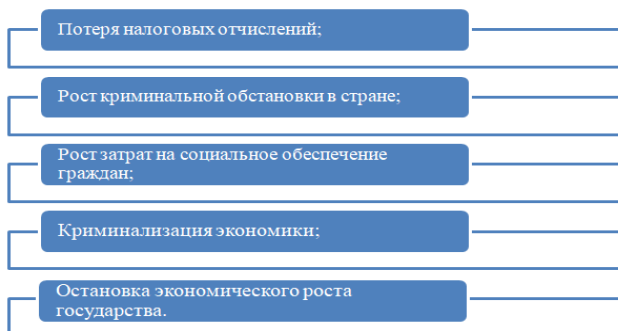 Потеря налоговых отчислений;
Рост криминальной обстановки в стране;
Рост затрат на социальное обеспечение
граждан;
Криминализация экономики;
Остановка экономического роста
государства.